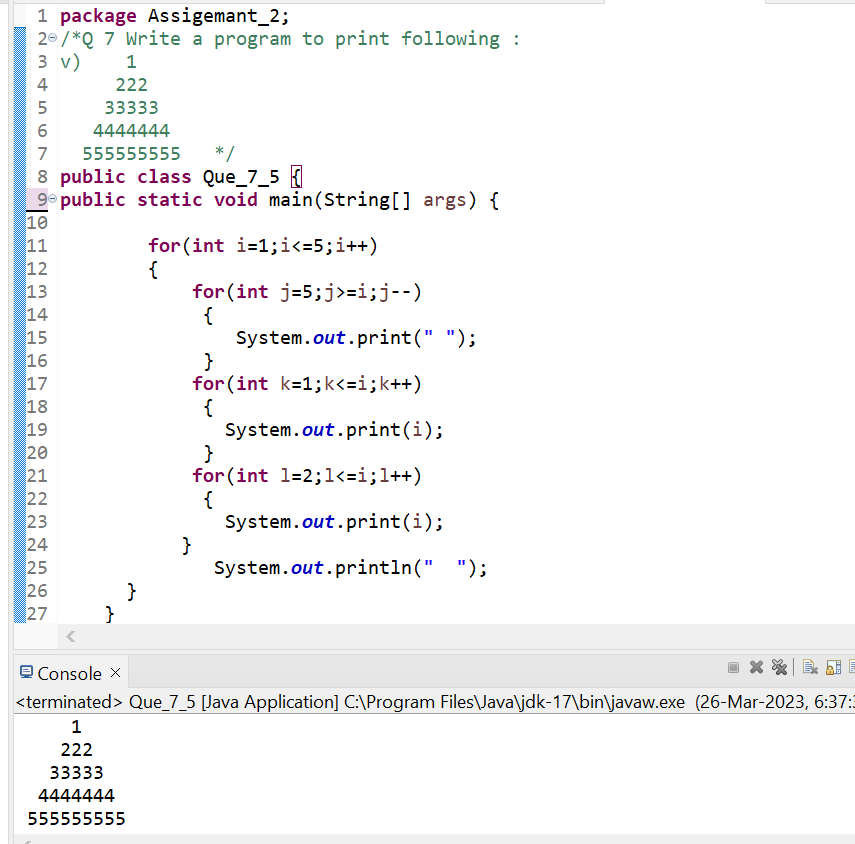 1 package Assigemant_2;
2 /*Q 7 Write a program to print following :
3 v)    1
4      222
5     33333
6    4444444
7   555555555   */
8 public class Que_7_5 {
9 public static void main(String[] args) {
10
11         for(int i=1;i<=5;i++)
12         {
13             for(int j=5;j>=i;j--)
14              {
15                 System.out.print(" ");
16              }
17             for(int k=1;k<=i;k++)
18              {
19                System.out.print(i);
20              }
21             for(int l=2;l<=i;l++)
22              {
23                System.out.print(i);
24            }
25               System.out.println("  ");
26       }
27     }
Console
<terminated> Que_7_5 [Java Application] C:\Program Files\Java\jdk-17\bin\javaw.exe (26-Mar-2023, 6:37:
     1
    222
   33333
  4444444
 555555555